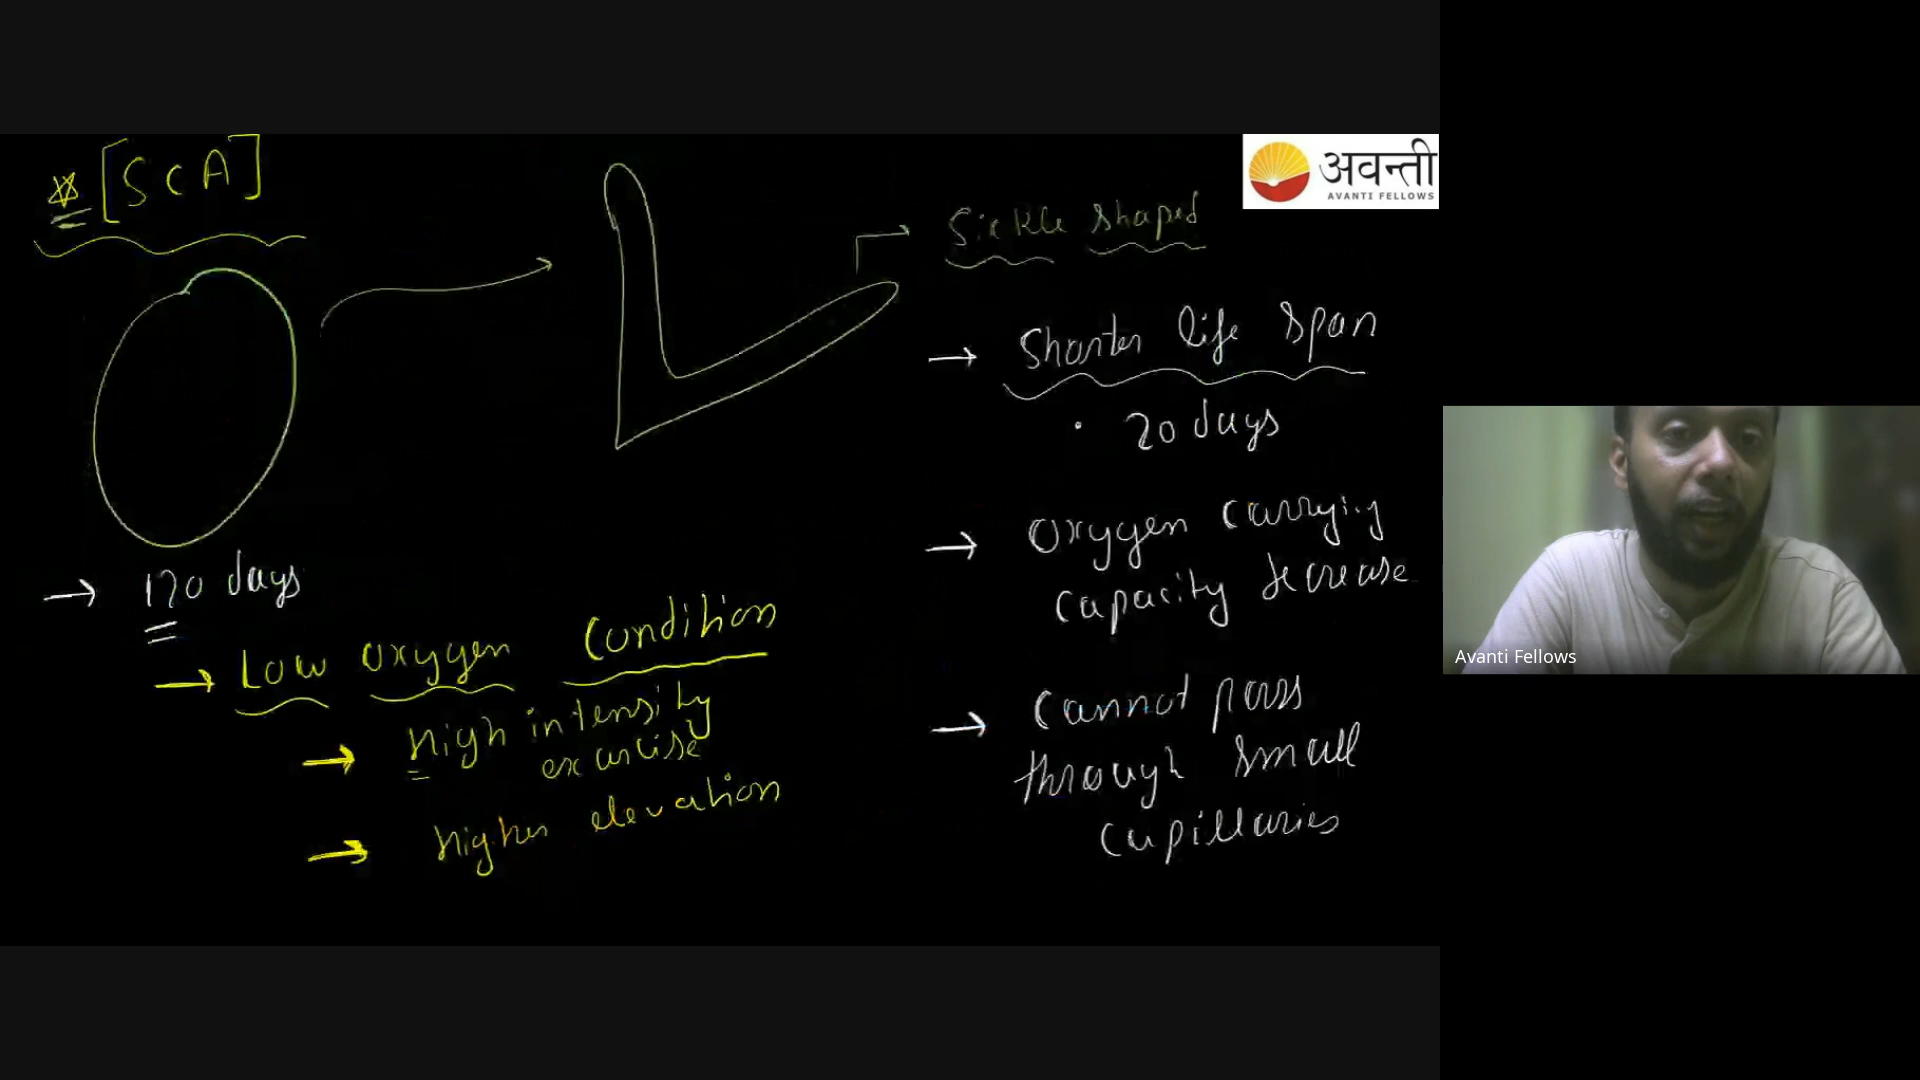 [SCA]
Sickle shaped
→ Shorter life span
• 20 days
→ Oxygen carrying
capacity decrease
→ Cannot pass
through small
capillaries
→ 120 days
→ Low oxygen condition
→ High intensity
exercise
→ higher elevation
अवन्ती
AVANTI FELLOWS
Avanti Fellows